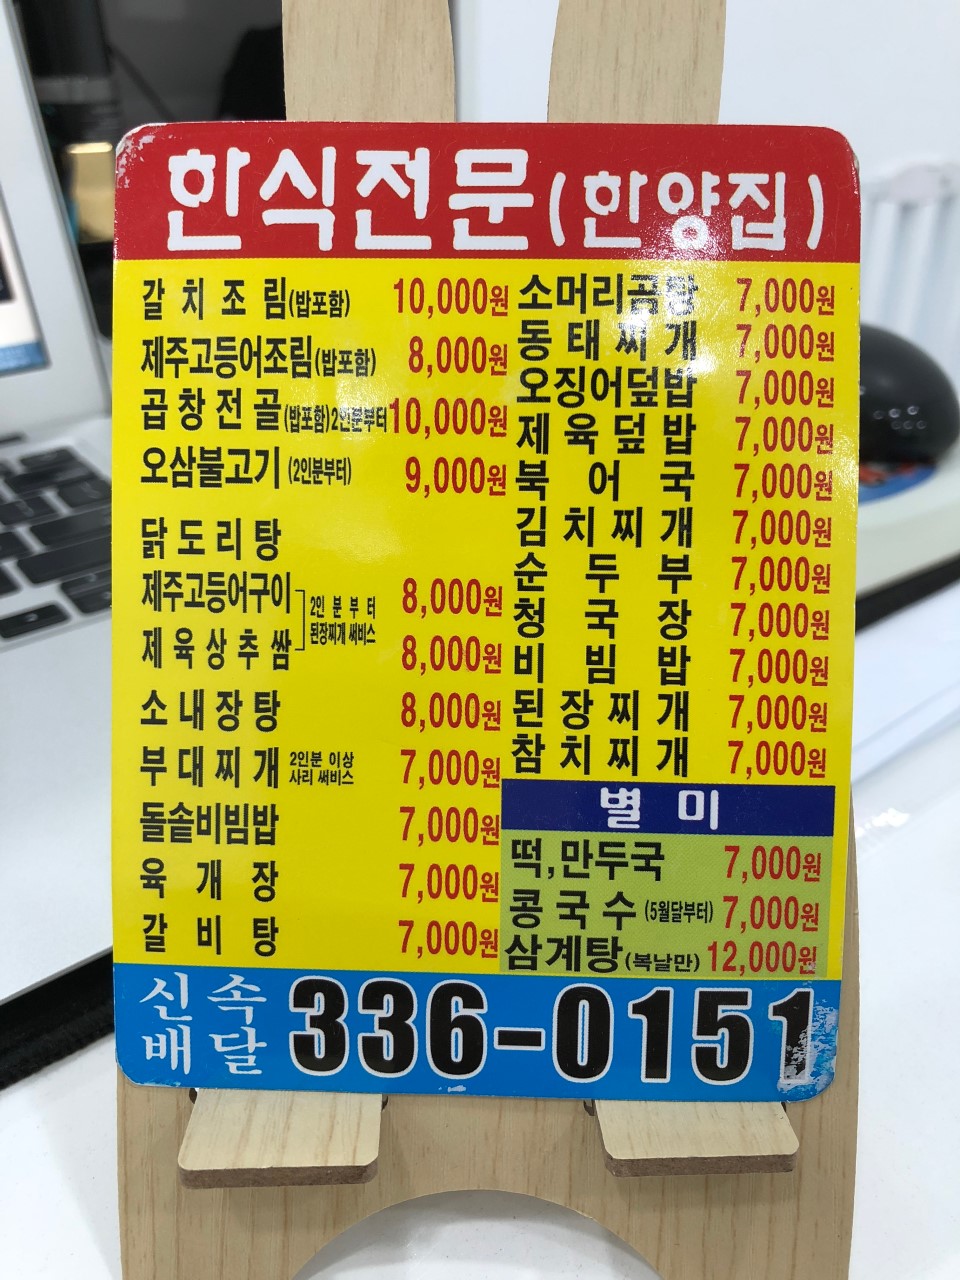 한식전문(한양집)
갈치조림(밥포함) 10,000원
제주고등어조림(밥포함) 8,000원
곱창전골(밥포함)2인분부터 10,000원
오삼불고기(2인분부터) 9,000원
닭도리탕
제주고등어구이 8,000원
2인분부터
된장찌개 써비스
제육상추쌈 8,000원
소내장탕 8,000원
부대찌개 2인분 이상 사리 써비스 7,000원
돌솥비빔밥 7,000원
육개장 7,000원
갈비탕 7,000원
소머리곰탕 7,000원
동태찌개 7,000원
오징어덮밥 7,000원
제육덮밥 7,000원
북어국 7,000원
김치찌개 7,000원
순두부 7,000원
청국장 7,000원
비빔밥 7,000원
된장찌개 7,000원
참치찌개 7,000원
별미
떡,만두국 7,000원
콩국수(5월달부터) 7,000원
삼계탕(복날만) 12,000원
신속배달 336-0151